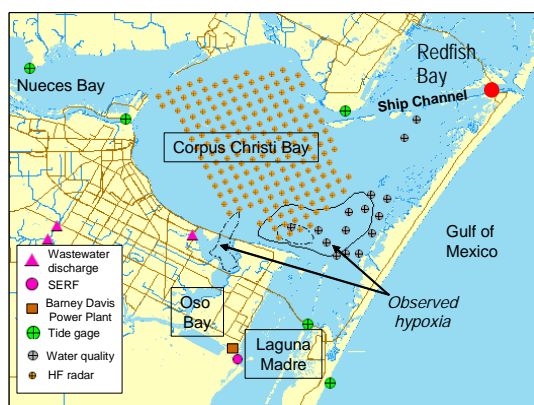 Redfish
Bay
Nueces Bay
Ship Channel
Corpus Christi Bay
Gulf of
Mexico
Observed
hypoxia
Oso
Bay
Laguna
Madre
Wastewater
discharge
SERF
Barney Davis
Power Plant
Tide gage
Water quality
HF radar